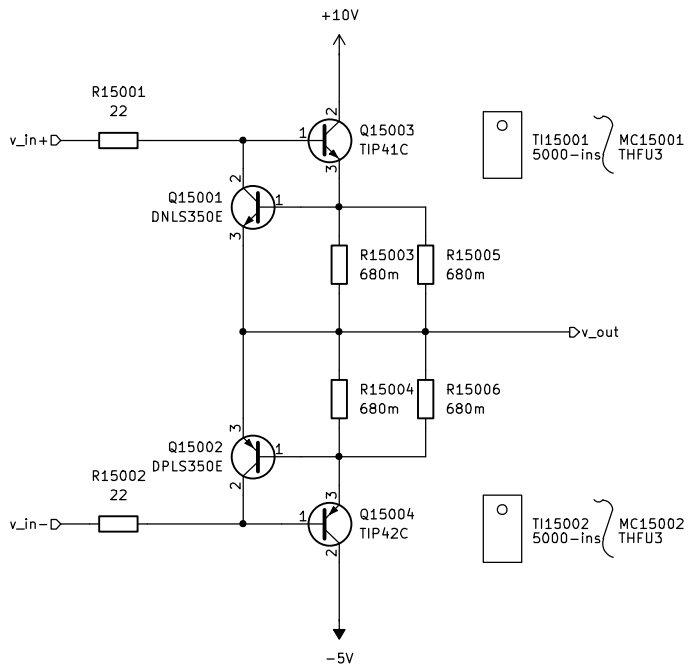 +10V
R15001
22
v_in+
1
2
3
Q15003
TIP41C
TI15001
5000-ins
MC15001
THFU3
2
Q15001
DNLS350E
1
3
R15003
680m
R15005
680m
v_out
R15004
680m
R15006
680m
3
Q15002
DPLS350E
1
2
R15002
22
v_in-
1
3
2
Q15004
TIP42C
TI15002
5000-ins
MC15002
THFU3
-5V